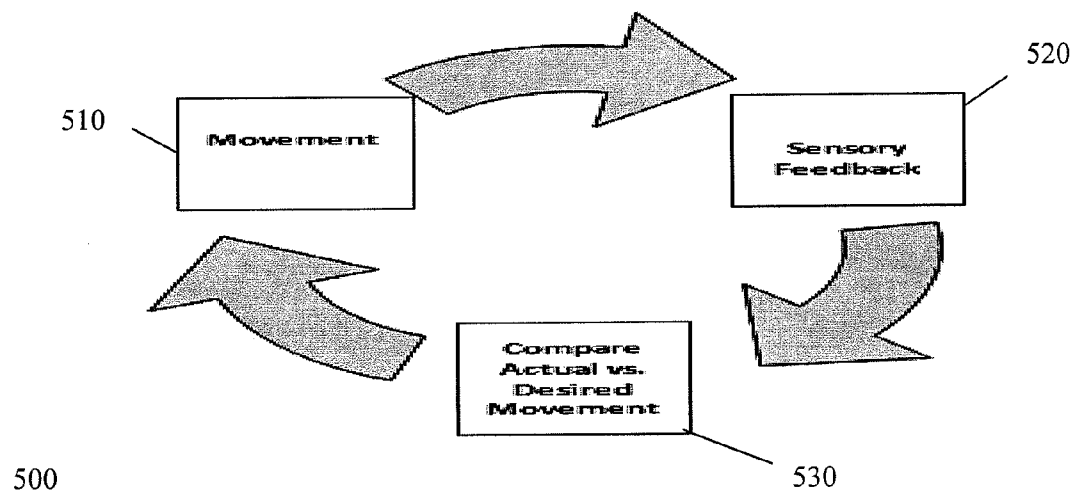 520
510
Movement
Sensory
Feedback
Compare
Actual vs.
Desired
Movement
500
530